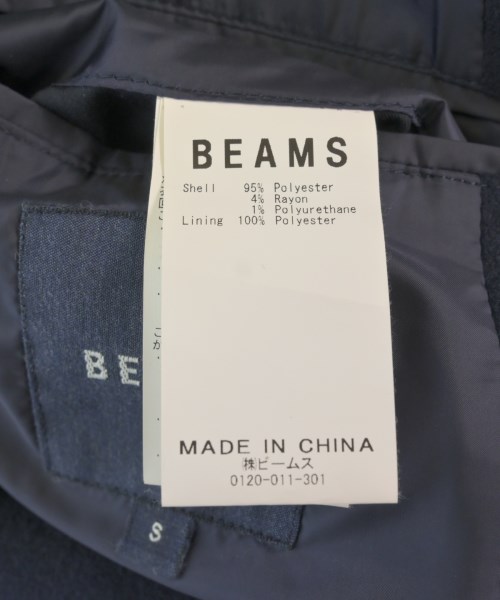 BEAMS
Shell 95% Polyester
4% Rayon
1% Polyurethane
Lining 100% Polyester
MADE IN CHINA
㈱ビームス
0120-011-301
BE
S